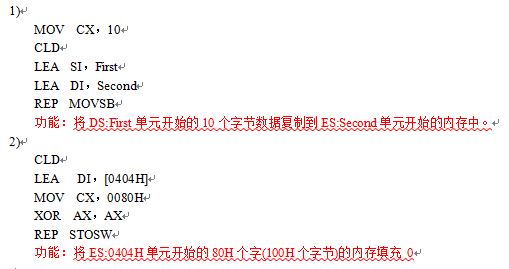 1)
MOV CX，10
CLD
LEA SI，First
LEA DI，Second
REP MOVSB
功能：将 DS:First 单元开始的 10 个字节数据复制到 ES:Second 单元开始的内存中。
2)
CLD
LEA DI，[0404H]
MOV CX，0080H
XOR AX，AX
REP STOSW
功能：将 ES:0404H 单元开始的 80H 个字(100H 个字节)的内存填充 0